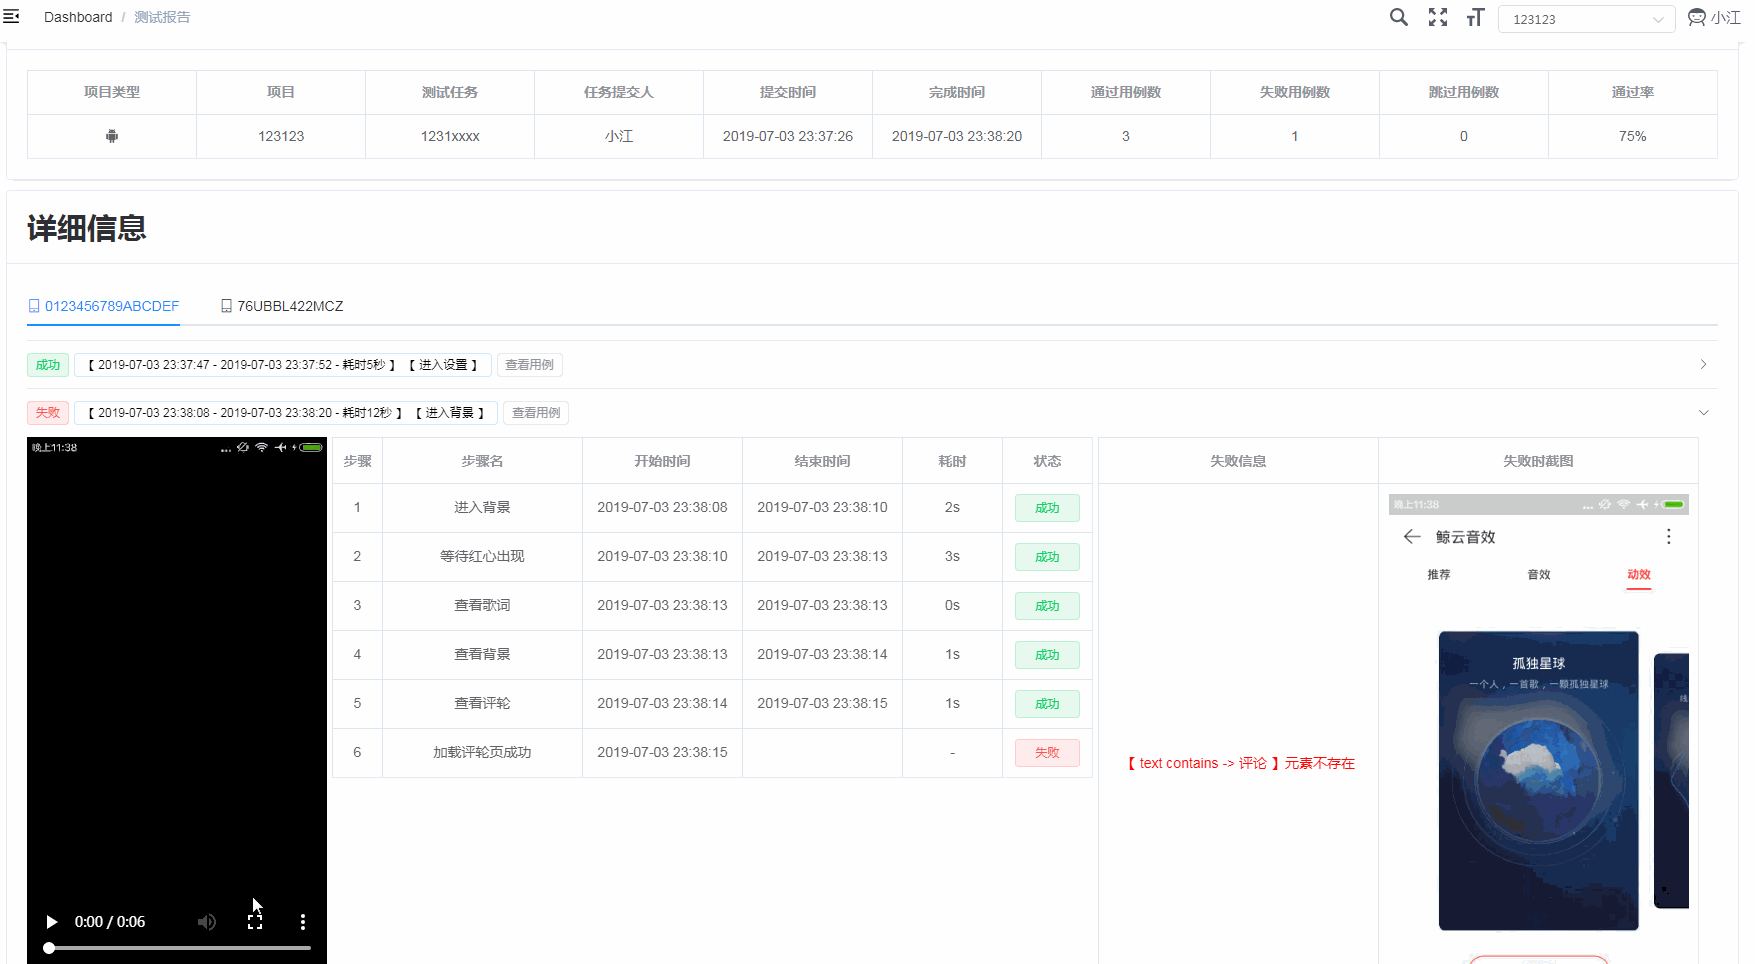 Dashboard / 测试报告
123123
小江
项目类型 项目 测试任务 任务提交人 提交时间 完成时间 通过用例数 失败用例数 跳过用例数 通过率
123123 1231xxxx 小江 2019-07-03 23:37:26 2019-07-03 23:38:20 3 1 0 75%
详细信息
0123456789ABCDEF 76UBBL422MCZ
成功 【 2019-07-03 23:37:47 - 2019-07-03 23:37:52 - 耗时5秒 】 【 进入设置 】 查看用例
失败 【 2019-07-03 23:38:08 - 2019-07-03 23:38:20 - 耗时12秒 】 【 进入背景 】 查看用例
晚上11:38
0:00 / 0:06
步骤 步骤名 开始时间 结束时间 耗时 状态
1 进入背景 2019-07-03 23:38:08 2019-07-03 23:38:10 2s 成功
2 等待红心出现 2019-07-03 23:38:10 2019-07-03 23:38:13 3s 成功
3 查看歌词 2019-07-03 23:38:13 2019-07-03 23:38:13 0s 成功
4 查看背景 2019-07-03 23:38:13 2019-07-03 23:38:14 1s 成功
5 查看评轮 2019-07-03 23:38:14 2019-07-03 23:38:15 1s 成功
6 加载评轮页成功 2019-07-03 23:38:15 - 失败
失败信息 失败时截图
【 text contains -> 评论 】元素不存在
晚上11:38
鲸云音效
推荐 音效 动效
孤独星球
一个人，一首歌，一颗孤独星球
线